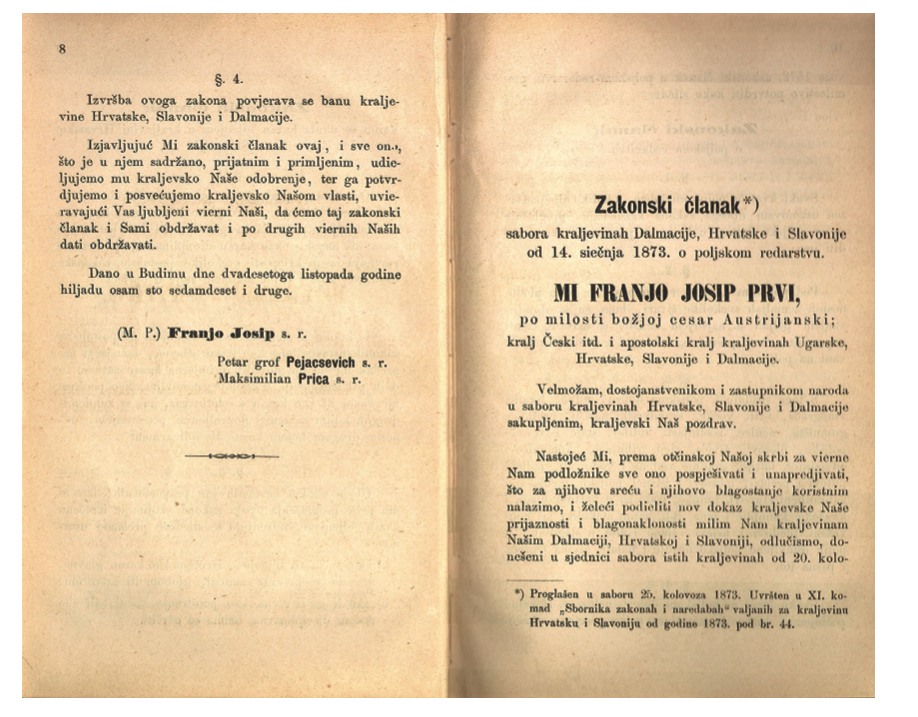 8
§. 4.
Izvršba ovoga zakona povjerava se banu kralje-
vine Hrvatske, Slavonije i Dalmacije.
Izjavljujuć Mi zakonski članak ovaj, i sve ono,
što je u njem sadržano, prijatnim i primljenim, udie-
ljujemo mu kraljevsko Naše odobrenje, ter ga potvr-
djujemo i posvećujemo kraljevsko Našom vlasti, uvie-
ravajući Vas ljubljeni vierni Naši, da ćemo taj zakonski
članak i Sami obdržavat i po drugih viernih Naših
dati obdržavati.
Dano u Budimu dne dvadesetoga listopada godine
hiljadu osam sto sedamdeset i druge.
(M. P.) Franjo Josip s. r.
Petar grof Pejacsevich s. r.
Maksimilian Prica s. r.
Zakonski članak*)
sabora kraljevinah Dalmacije, Hrvatske i Slavonije
od 14. siečnja 1873. o poljskom redarstvu.
MI FRANJO JOSIP PRVI,
po milosti božjoj cesar Austrijanski;
kralj Česki itd. i apostolski kralj kraljevinah Ugarske,
Hrvatske, Slavonije i Dalmacije.
Velmožam, dostojanstvenikom i zastupnikom naroda
u saboru kraljevinah Hrvatske, Slavonije i Dalmacije
sakupljenim, kraljevski Naš pozdrav.
Nastojeć Mi, prema otčinskoj Našoj skrbi za vierne
Nam podložnike sve ono pospješivati i unapredjivati,
što za njihovu sreću i njihovo blagostanje koristnim
nalazimo, i želeći podieliti nov dokaz kraljevske Naše
prijaznosti i blagonaklonosti milim Nam kraljevinam
Našim Dalmaciji, Hrvatskoj i Slavoniji, odlučismo, do-
nešeni u sjednici sabora istih kraljevinah od 20. kolo-
*) Proglašen u saboru 25. kolovoza 1873. Uvršten u XI. ko-
mad „Sbornika zakonah i naredabah" valjanih za kraljevinu
Hrvatsku i Slavoniju od godine 1873. pod br. 44.